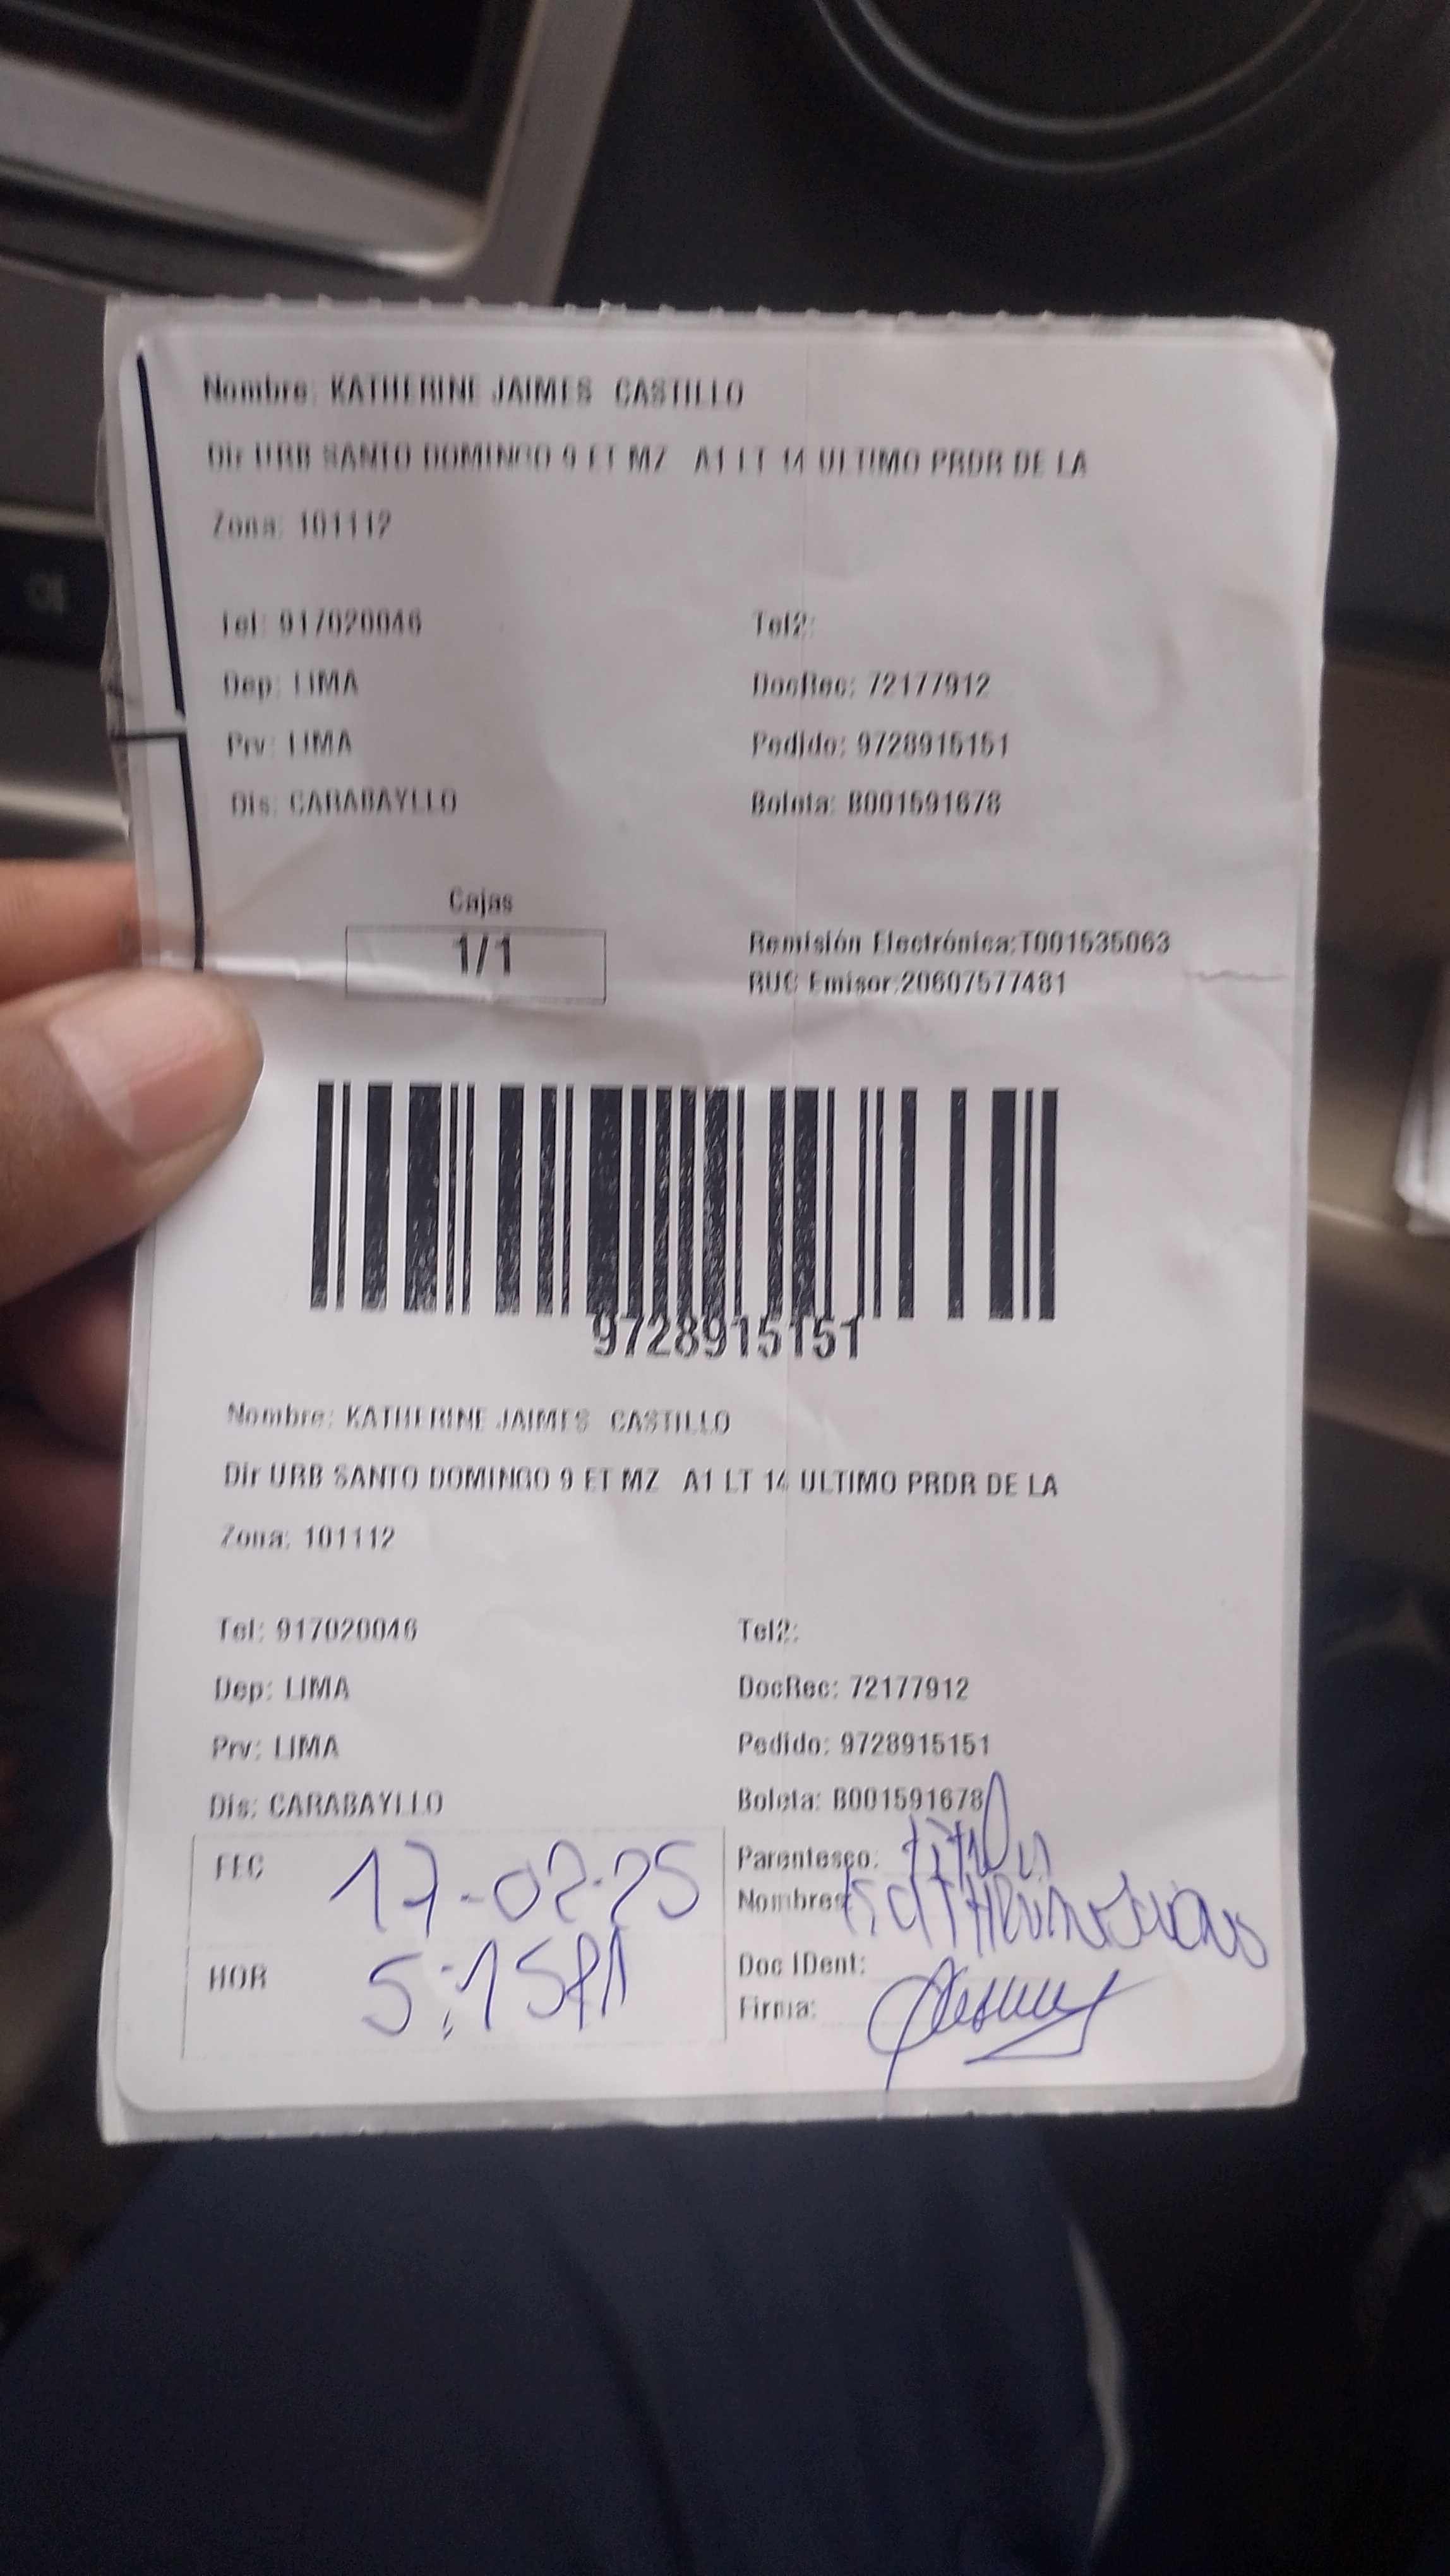 Nombre: KATHERINE JAIMES CASTILLO
Dir URB SANTO DOMINGO 9 ET MZ A1 LT 14 ULTIMO PRDR DE LA
Zona: 101112
Tel: 917020046 Tel2:
Dep: LIMA DocRec: 72177912
Prv: LIMA Pedido: 9728915151
Dis: CARABAYLLO Boleta: B001591678
Cajas
1/1
Remisión Electrónica:T001535063
RUC Emisor:20607577481
9728915151
Nombre: KATHERINE JAIMES CASTILLO
Dir URB SANTO DOMINGO 9 ET MZ A1 LT 14 ULTIMO PRDR DE LA
Zona: 101112
Tel: 917020046 Tel2:
Dep: LIMA DocRec: 72177912
Prv: LIMA Pedido: 9728915151
Dis: CARABAYLLO Boleta: B001591678
FEC 17-02-25 Parentesco:
Nombres
HOR 5:15 Doc IDent:
Firma: